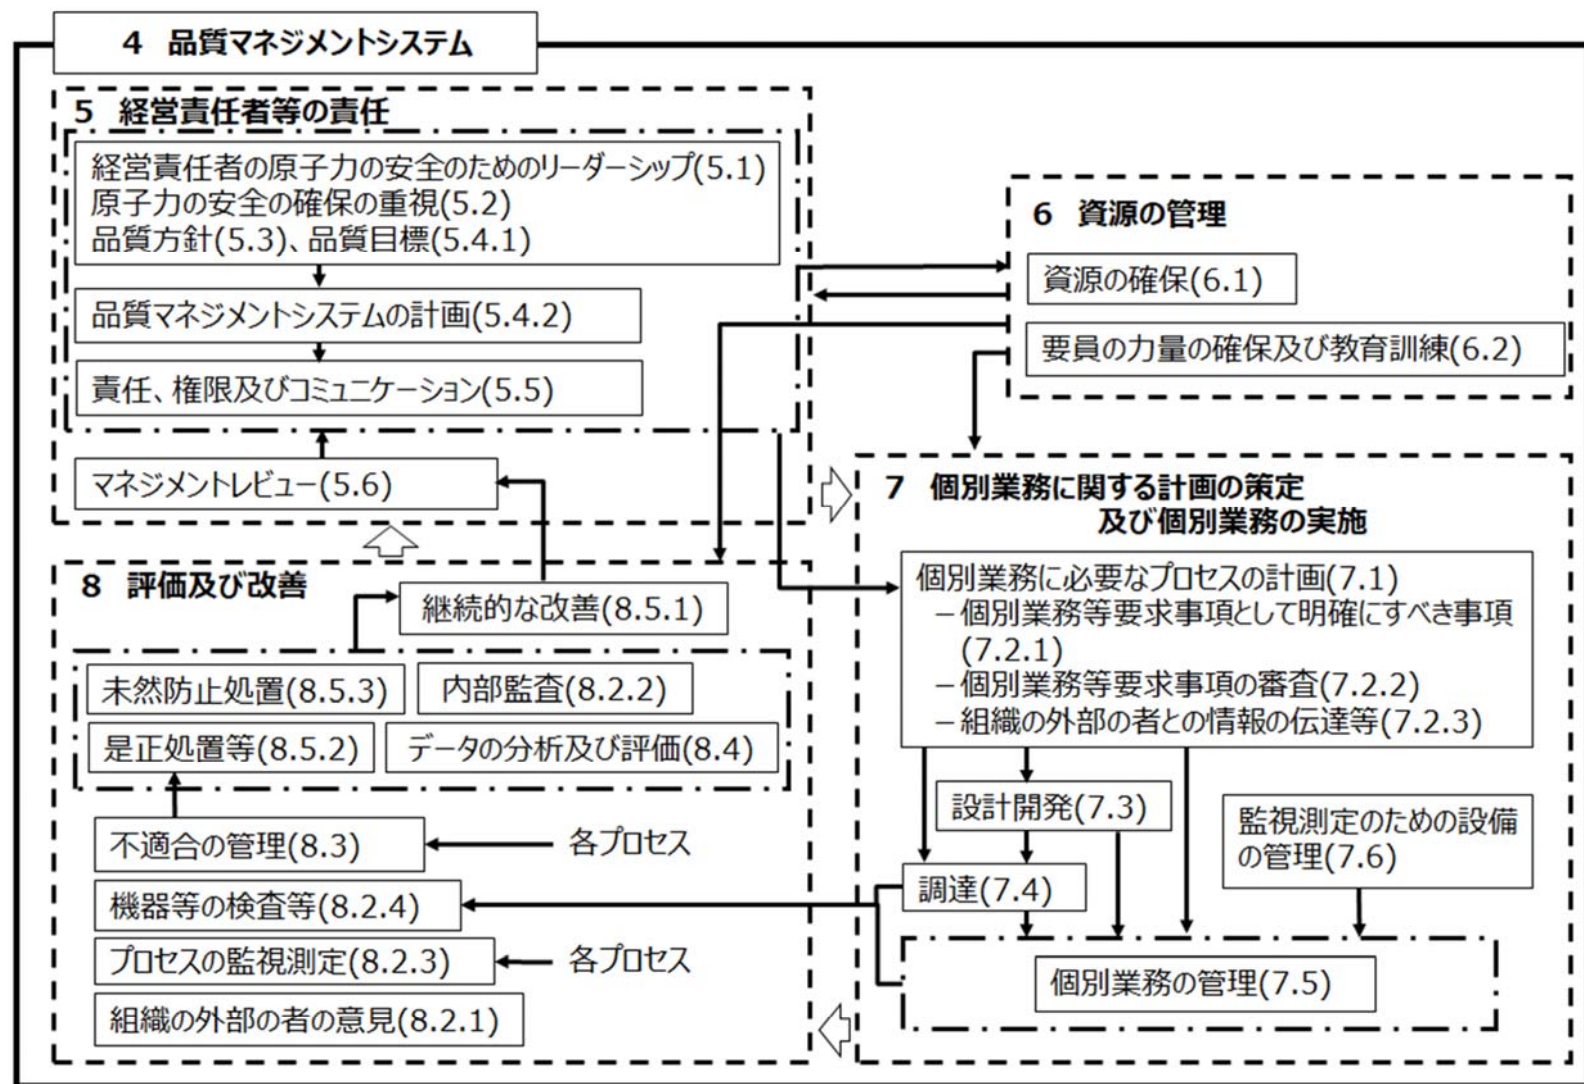 4 品質マネジメントシステム
5 経営責任者等の責任
経営責任者の原子力の安全のためのリーダーシップ(5.1)
原子力の安全の確保の重視(5.2)
品質方針(5.3)、品質目標(5.4.1)
品質マネジメントシステムの計画(5.4.2)
責任、権限及びコミュニケーション(5.5)
マネジメントレビュー(5.6)
6 資源の管理
資源の確保(6.1)
要員の力量の確保及び教育訓練(6.2)
7 個別業務に関する計画の策定
及び個別業務の実施
個別業務に必要なプロセスの計画(7.1)
－個別業務等要求事項として明確にすべき事項
(7.2.1)
－個別業務等要求事項の審査(7.2.2)
－組織の外部の者との情報の伝達等(7.2.3)
設計開発(7.3)
監視測定のための設備
の管理(7.6)
調達(7.4)
個別業務の管理(7.5)
8 評価及び改善
継続的な改善(8.5.1)
未然防止処置(8.5.3)
内部監査(8.2.2)
是正処置等(8.5.2)
データの分析及び評価(8.4)
不適合の管理(8.3)
各プロセス
機器等の検査等(8.2.4)
プロセスの監視測定(8.2.3)
各プロセス
組織の外部の者の意見(8.2.1)